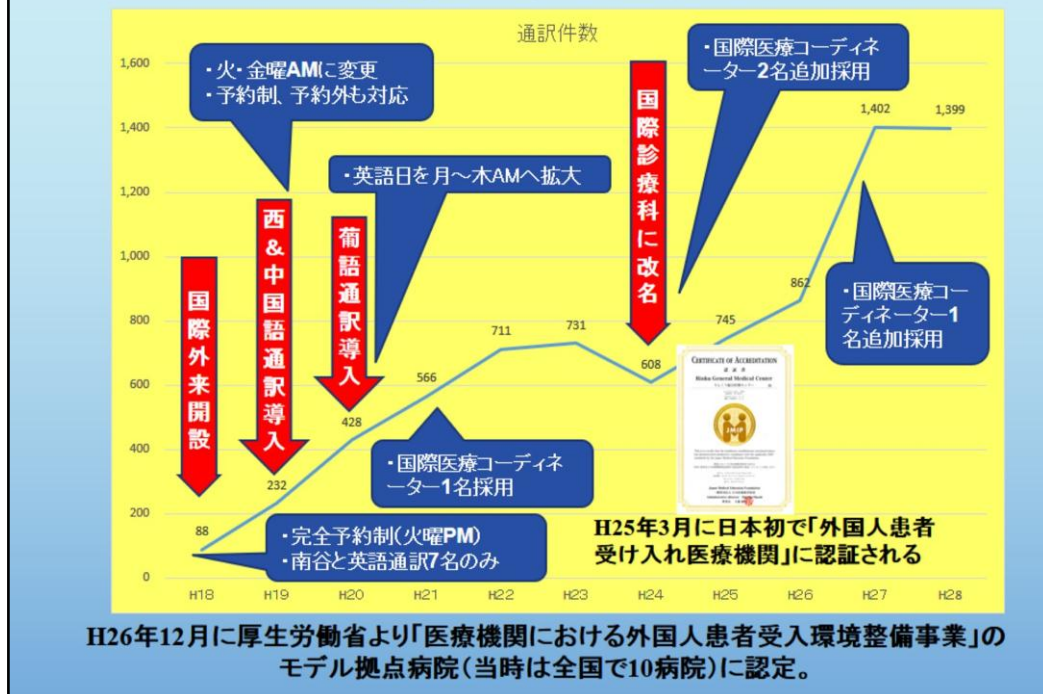 通訳件数
1,600
1,400
1,200
1,000
800
600
400
200
0
・火・金曜AMに変更
・予約制、予約外も対応
・英語日を月～木AMへ拡大
・国際医療コーディネ
ーター2名追加採用
・国際医療コー
ディネーター1
名追加採用
・国際医療コーディネ
ーター1名採用
・完全予約制(火曜PM)
・南谷と英語通訳7名のみ
国際外来開設
西&中国語通訳導入
葡語通訳導入
国際診療科に改名
88
232
428
566
711
731
608
745
862
1,402
1,399
CERTIFICATE OF ACCREDITATION
認証書
Rinku General Medical Center
JMIP
Japan Medical Education Foundation
H25年3月に日本初で「外国人患者
受け入れ医療機関」に認証される
H18 H19 H20 H21 H22 H23 H24 H25 H26 H27 H28
H26年12月に厚生労働省より「医療機関における外国人患者受入環境整備事業」の
モデル拠点病院(当時は全国で10病院)に認定。